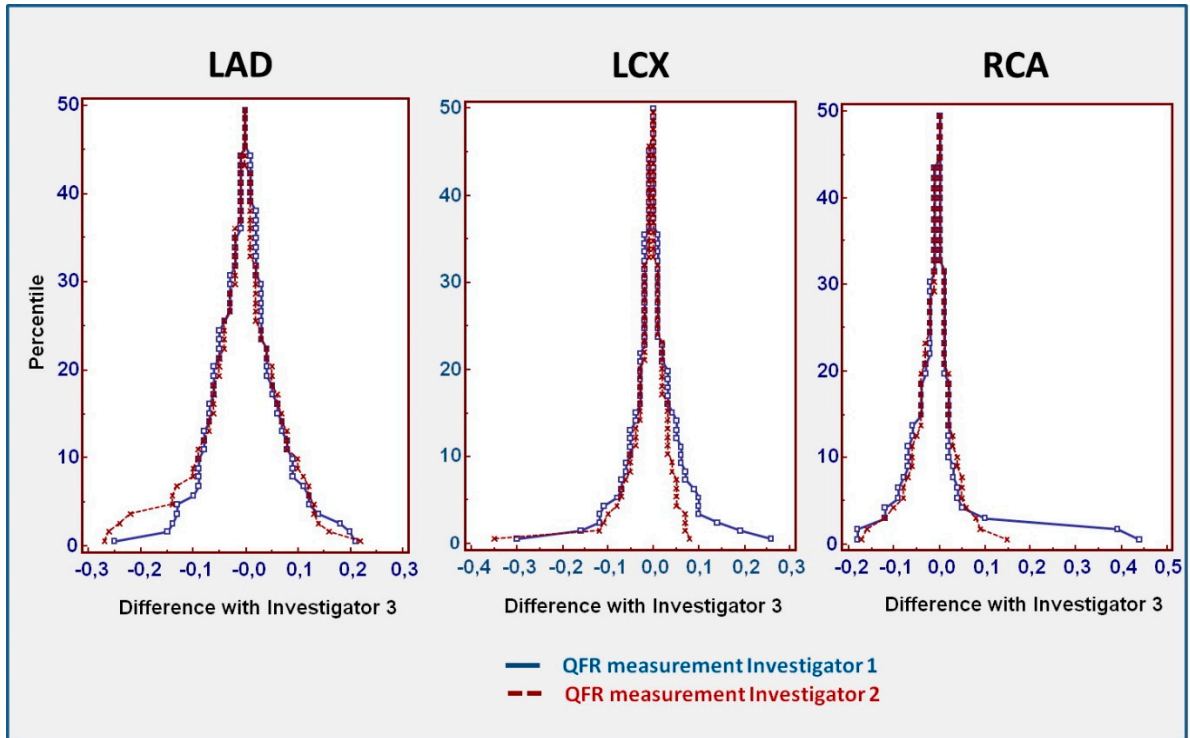 LAD
LCX
RCA
50
40
30
20
10
0
-0,3 -0,2 -0,1 -0,0 0,1 0,2 0,3
50
40
30
20
10
0
-0,4 -0,3 -0,2 -0,1 0,0 0,1 0,2 0,3
50
40
30
20
10
0
-0,2 -0,1 0,0 0,1 0,2 0,3 0,4 0,5
Percentile
Difference with Investigator 3
Difference with Investigator 3
Difference with Investigator 3
QFR measurement Investigator 1
QFR measurement Investigator 2